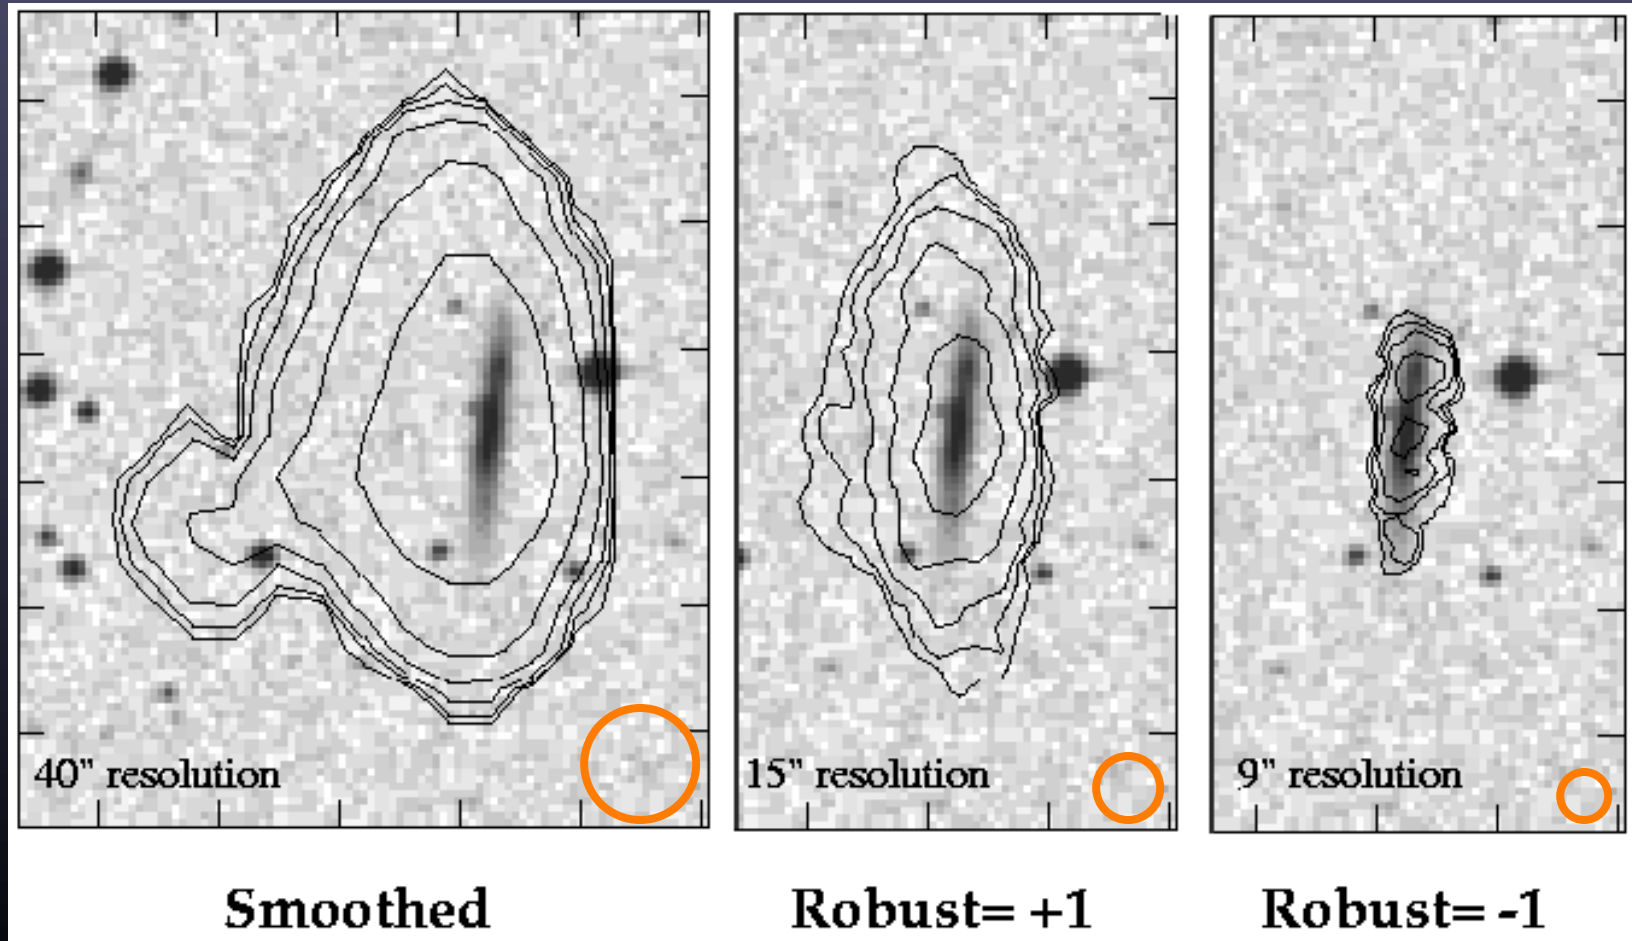 40" resolution
15" resolution
9" resolution
Smoothed
Robust= +1
Robust= -1